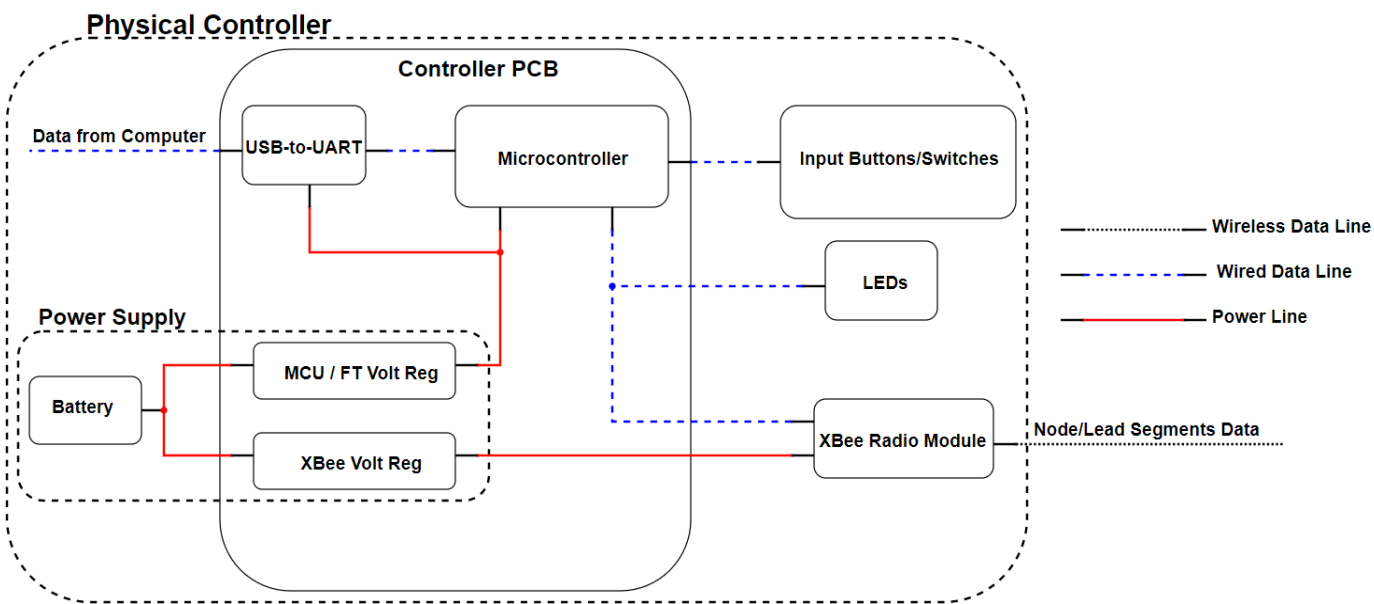 Physical Controller
Controller PCB
Data from Computer
USB-to-UART
Microcontroller
Input Buttons/Switches
Wireless Data Line
Wired Data Line
Power Line
LEDs
Power Supply
MCU / FT Volt Reg
Battery
XBee Volt Reg
XBee Radio Module
Node/Lead Segments Data